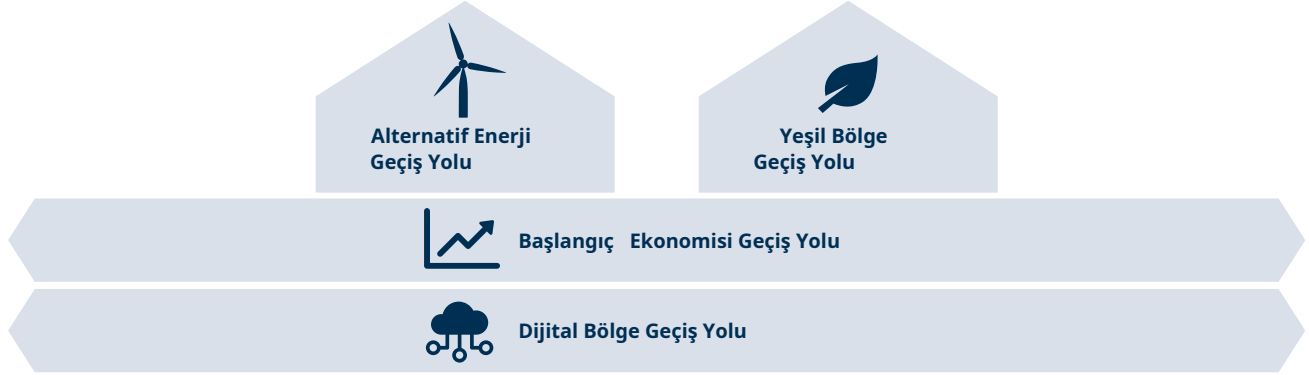 Alternatif Enerji
Geçiş Yolu
Yeşil Bölge
Geçiş Yolu
Başlangıç Ekonomisi Geçiş Yolu
Dijital Bölge Geçiş Yolu